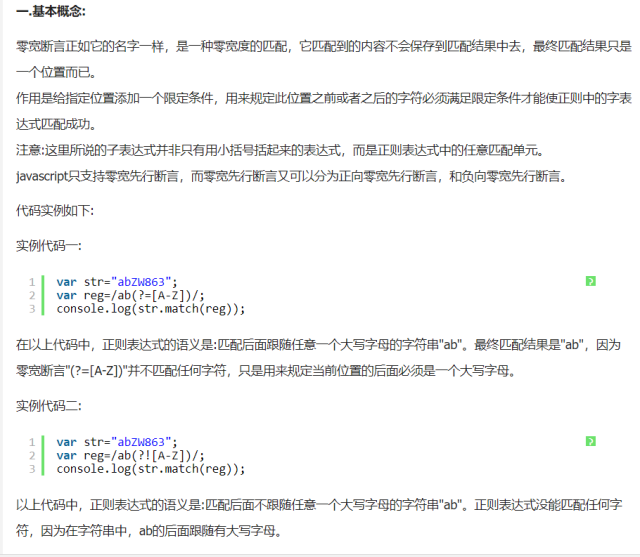 一.基本概念:
零宽断言正如它的名字一样，是一种零宽度的匹配，它匹配到的内容不会保存到匹配结果中去，最终匹配结果只是
一个位置而已。
作用是给指定位置添加一个限定条件，用来规定此位置之前或者之后的字符必须满足限定条件才能使正则中的字表
达式匹配成功。
注意:这里所说的子表达式并非只有用小括号括起来的表达式，而是正则表达式中的任意匹配单元。
javascript只支持零宽先行断言，而零宽先行断言又可以分为正向零宽先行断言，和负向零宽先行断言。
代码实例如下:
实例代码一:
1 var str="abZW863";
2 var reg=/ab(?=[A-Z])/;
3 console.log(str.match(reg));
在以上代码中，正则表达式的语义是:匹配后面跟随任意一个大写字母的字符串"ab"。最终匹配结果是"ab"，因为
零宽断言"(?=[A-Z])"并不匹配任何字符，只是用来规定当前位置的后面必须是一个大写字母。
实例代码二:
1 var str="abZW863";
2 var reg=/ab(?![A-Z])/;
3 console.log(str.match(reg));
以上代码中，正则表达式的语义是:匹配后面不跟随任意一个大写字母的字符串"ab"。正则表达式没能匹配任何字
符，因为在字符串中，ab的后面跟随有大写字母。